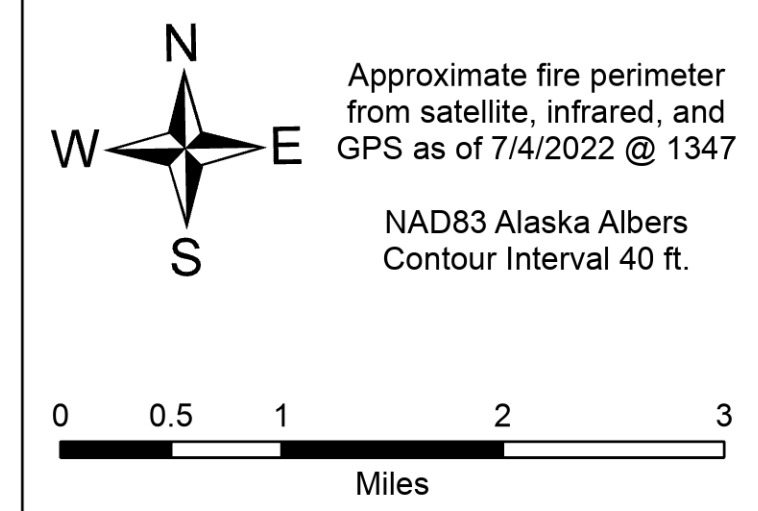 N
W
E
S
Approximate fire perimeter
from satellite, infrared, and
GPS as of 7/4/2022 @ 1347
NAD83 Alaska Albers
Contour Interval 40 ft.
0 0.5 1 2 3
Miles